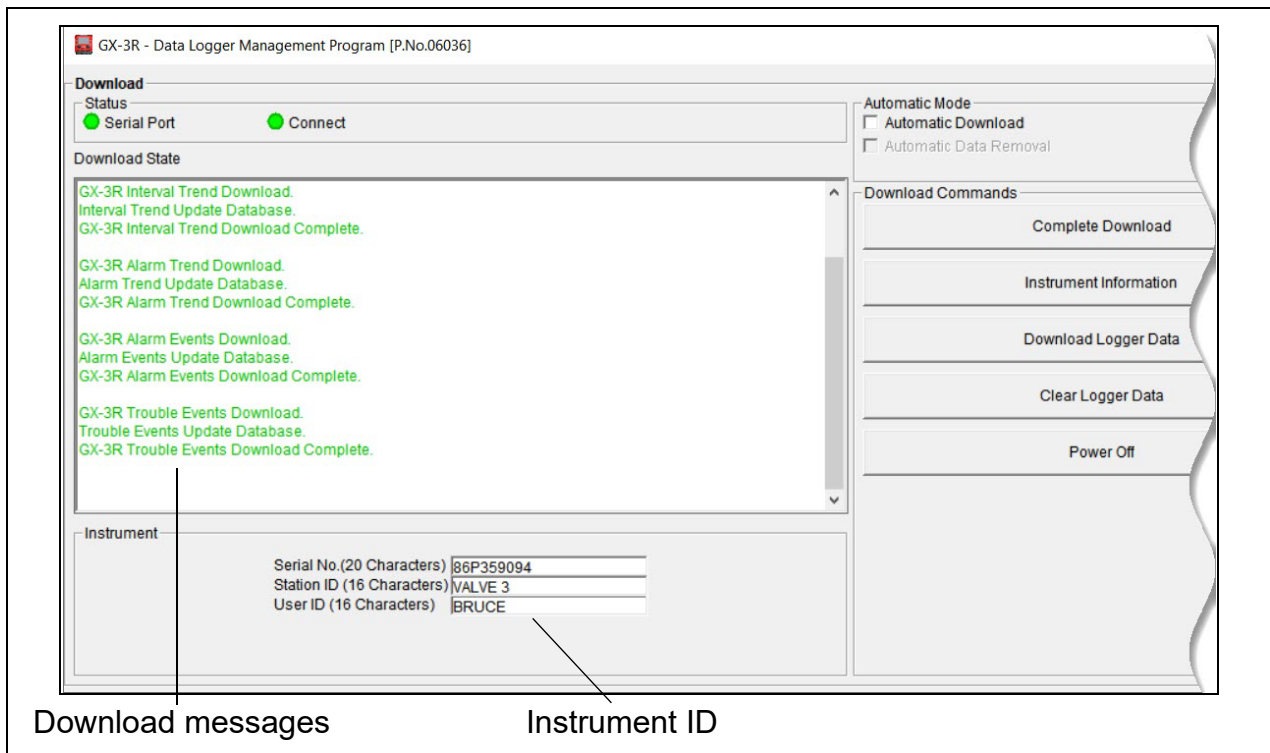 GX-3R - Data Logger Management Program [P.No.06036]
Download
Status
Serial Port
Connect
Download State
GX-3R Interval Trend Download.
Interval Trend Update Database.
GX-3R Interval Trend Download Complete.
GX-3R Alarm Trend Download.
Alarm Trend Update Database.
GX-3R Alarm Trend Download Complete.
GX-3R Alarm Events Download.
Alarm Events Update Database.
GX-3R Alarm Events Download Complete.
GX-3R Trouble Events Download.
Trouble Events Update Database.
GX-3R Trouble Events Download Complete.
Instrument
Serial No.(20 Characters) 86P359094
Station ID (16 Characters) VALVE 3
User ID (16 Characters) BRUCE
Automatic Mode
Automatic Download
Automatic Data Removal
Download Commands
Complete Download
Instrument Information
Download Logger Data
Clear Logger Data
Power Off
Download messages
Instrument ID